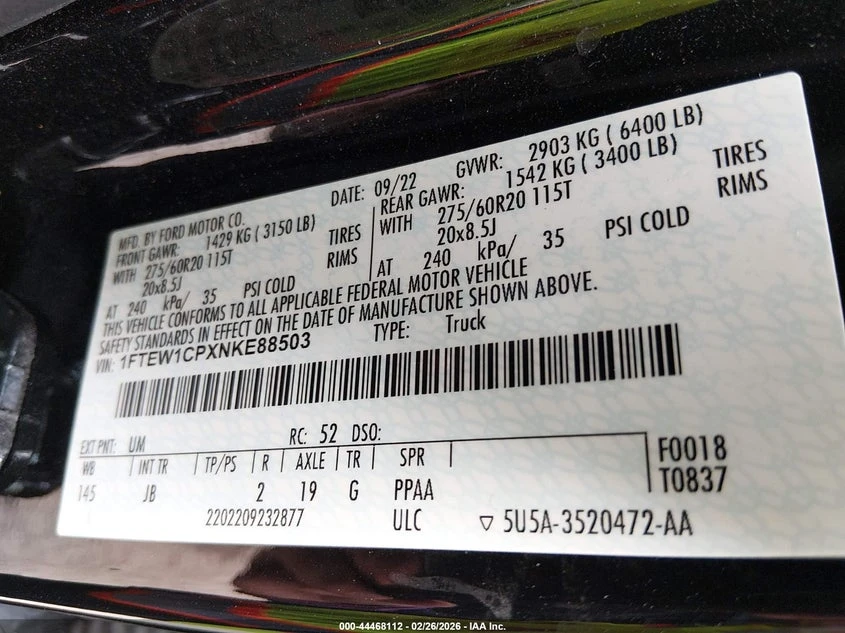 MFD. BY FORD MOTOR CO.
DATE: 09/22 GVWR: 2903 KG ( 6400 LB)
FRONT GAWR: 1429 KG ( 3150 LB)
WITH 275/60R20 115T TIRES
20x8.5J RIMS
AT 240 kPa/ 35 PSI COLD
REAR GAWR: 1542 KG ( 3400 LB)
WITH 275/60R20 115T TIRES
20x8.5J RIMS
AT 240 kPa/ 35 PSI COLD
THIS VEHICLE CONFORMS TO ALL APPLICABLE FEDERAL MOTOR VEHICLE
SAFETY STANDARDS IN EFFECT ON THE DATE OF MANUFACTURE SHOWN ABOVE.
VIN: 1FTEW1CPXNKE88503 TYPE: Truck
EXT PNT: UM RC: 52 DSO:
WB INT TR TP/PS R AXLE TR SPR F0018
145 JB 2 19 G PPAA T0837
2202209232877 ULC ▽ 5U5A-3520472-AA
000-44468112 - 02/26/2026 - IAA Inc.